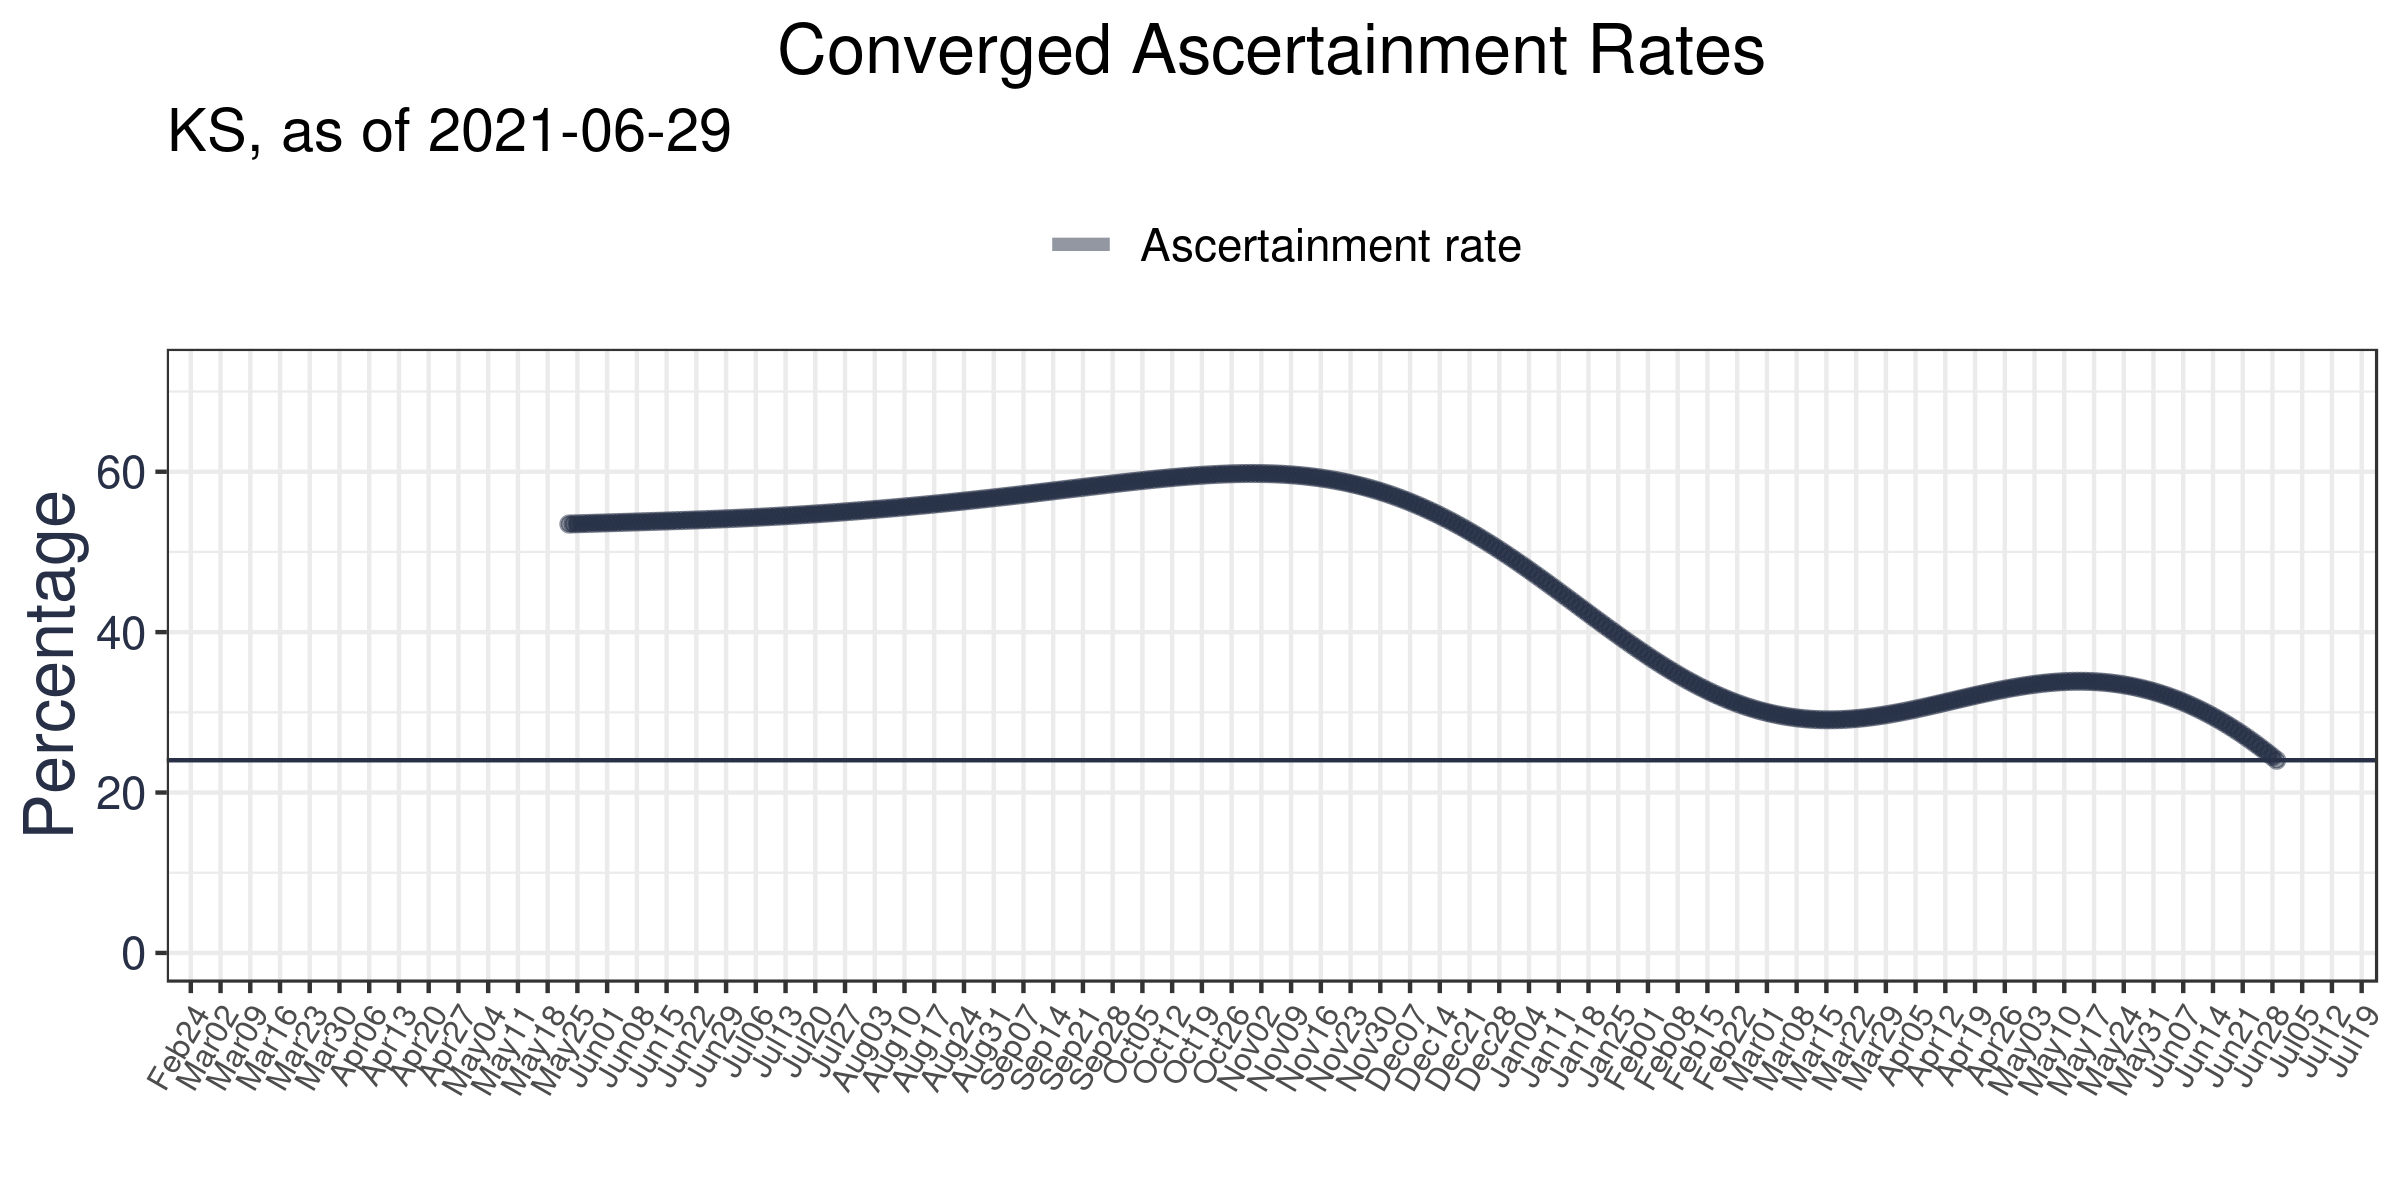 Converged Ascertainment Rates
KS, as of 2021-06-29
Ascertainment rate
Percentage
60
40
20
0
Feb24
Mar02
Mar09
Mar16
Mar23
Mar30
Apr06
Apr13
Apr20
Apr27
May04
May11
May18
May25
Jun01
Jun08
Jun15
Jun22
Jun29
Jul06
Jul13
Jul20
Jul27
Aug03
Aug10
Aug17
Aug24
Aug31
Sep07
Sep14
Sep21
Sep28
Oct05
Oct12
Oct19
Oct26
Nov02
Nov09
Nov16
Nov23
Nov30
Dec07
Dec14
Dec21
Dec28
Jan04
Jan11
Jan18
Jan25
Feb01
Feb08
Feb15
Feb22
Mar01
Mar08
Mar15
Mar22
Mar29
Apr05
Apr12
Apr19
Apr26
May03
May10
May17
May24
May31
Jun07
Jun14
Jun21
Jun28
Jul05
Jul12
Jul19